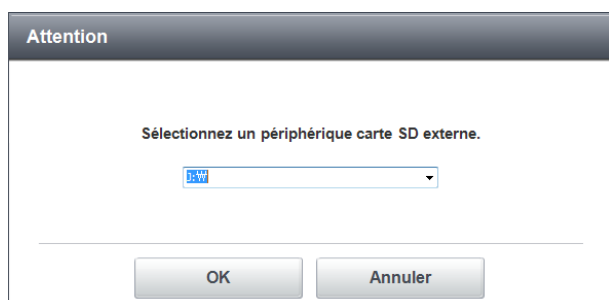 Attention
Sélectionnez un périphérique carte SD externe.
J:₩
OK
Annuler